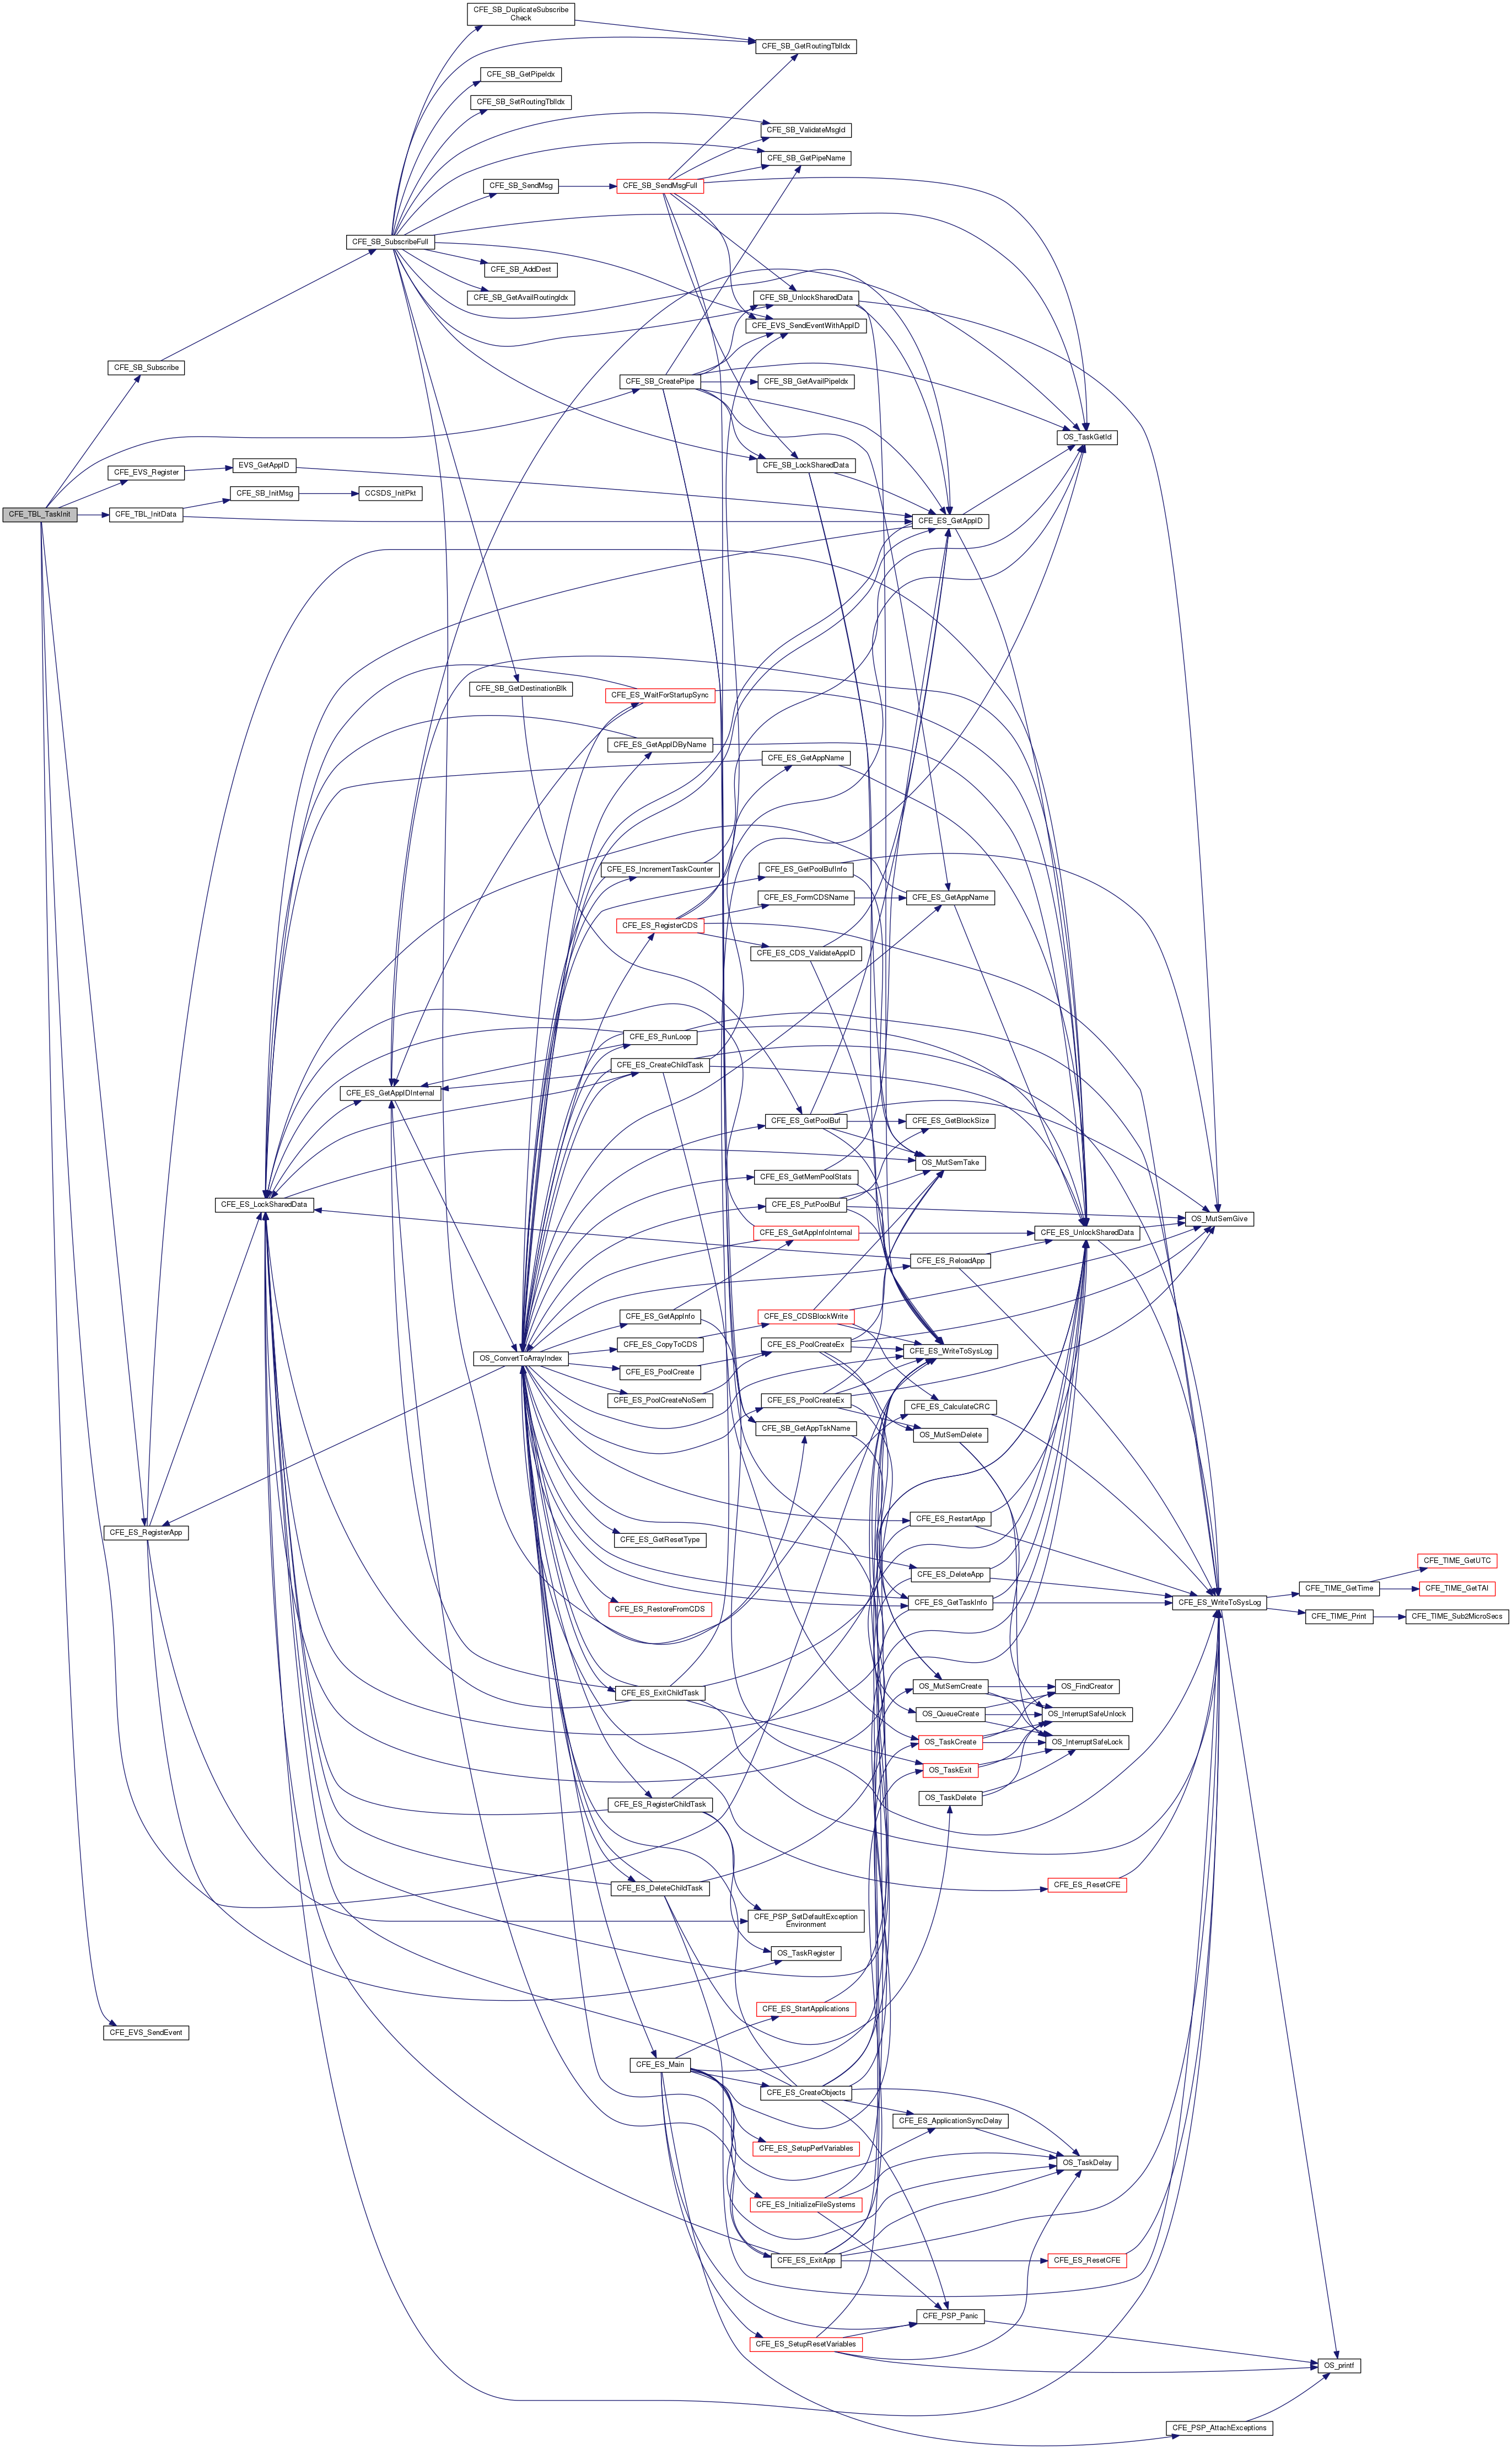 CFE_SB_DuplicateSubscribe
Check
CFE_SB_GetRoutingTblIdx
CFE_SB_GetPipeIdx
CFE_SB_SetRoutingTblIdx
CFE_SB_ValidateMsgId
CFE_SB_GetPipeName
CFE_SB_SendMsg
CFE_SB_SendMsgFull
CFE_SB_SubscribeFull
CFE_SB_AddDest
CFE_SB_GetAvailRoutingIdx
CFE_SB_UnlockSharedData
CFE_EVS_SendEventWithAppID
CFE_SB_Subscribe
CFE_SB_CreatePipe
CFE_SB_GetAvailPipeIdx
OS_TaskGetId
CFE_EVS_Register
EVS_GetAppID
CFE_SB_LockSharedData
CFE_SB_InitMsg
CCSDS_InitPkt
CFE_TBL_TaskInit
CFE_TBL_InitData
CFE_ES_GetAppID
CFE_SB_GetDestinationBlk
CFE_ES_WaitForStartupSync
CFE_ES_GetAppIDByName
CFE_ES_GetAppName
CFE_ES_IncrementTaskCounter
CFE_ES_GetPoolBufInfo
CFE_ES_FormCDSName
CFE_ES_GetAppName
CFE_ES_RegisterCDS
CFE_ES_CDS_ValidateAppID
CFE_ES_RunLoop
CFE_ES_CreateChildTask
CFE_ES_GetAppIDInternal
CFE_ES_GetPoolBuf
CFE_ES_GetBlockSize
OS_MutSemTake
CFE_ES_GetMemPoolStats
CFE_ES_LockSharedData
CFE_ES_PutPoolBuf
OS_MutSemGive
CFE_ES_GetAppInfoInternal
CFE_ES_UnlockSharedData
CFE_ES_ReloadApp
CFE_ES_GetAppInfo
CFE_ES_CDSBlockWrite
CFE_ES_CopyToCDS
CFE_ES_PoolCreateEx
CFE_ES_WriteToSysLog
OS_ConvertToArrayIndex
CFE_ES_PoolCreate
CFE_ES_PoolCreateNoSem
CFE_ES_PoolCreateEx
CFE_ES_CalculateCRC
CFE_SB_GetAppTskName
OS_MutSemDelete
CFE_ES_RestartApp
CFE_ES_RegisterApp
CFE_ES_GetResetType
CFE_TIME_GetUTC
CFE_ES_DeleteApp
CFE_TIME_GetTime
CFE_TIME_GetTAI
CFE_ES_GetTaskInfo
CFE_ES_WriteToSysLog
CFE_ES_RestoreFromCDS
CFE_TIME_Print
CFE_TIME_Sub2MicroSecs
OS_MutSemCreate
OS_FindCreator
CFE_ES_ExitChildTask
OS_QueueCreate
OS_InterruptSafeUnlock
OS_TaskCreate
OS_InterruptSafeLock
OS_TaskExit
OS_TaskDelete
CFE_ES_RegisterChildTask
CFE_ES_ResetCFE
CFE_ES_DeleteChildTask
CFE_PSP_SetDefaultException
Environment
OS_TaskRegister
CFE_ES_StartApplications
CFE_EVS_SendEvent
CFE_ES_Main
CFE_ES_CreateObjects
CFE_ES_ApplicationSyncDelay
CFE_ES_SetupPerfVariables
OS_TaskDelay
CFE_ES_InitializeFileSystems
CFE_ES_ExitApp
CFE_ES_ResetCFE
CFE_PSP_Panic
CFE_ES_SetupResetVariables
OS_printf
CFE_PSP_AttachExceptions